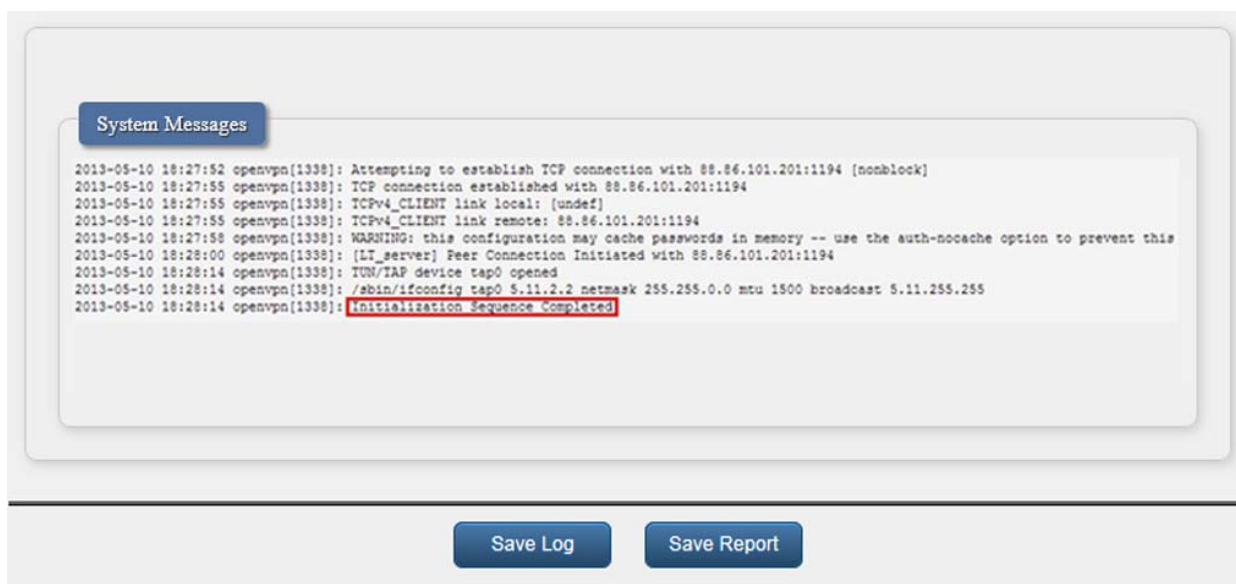 System Messages
2013-05-10 18:27:52 openvpn[1338]: Attempting to establish TCP connection with 88.86.101.201:1194 [nonblock]
2013-05-10 18:27:55 openvpn[1338]: TCP connection established with 88.86.101.201:1194
2013-05-10 18:27:55 openvpn[1338]: TCPv4_CLIENT link local: [undef]
2013-05-10 18:27:55 openvpn[1338]: TCPv4_CLIENT link remote: 88.86.101.201:1194
2013-05-10 18:27:58 openvpn[1338]: WARNING: this configuration may cache passwords in memory -- use the auth-nocache option to prevent this
2013-05-10 18:28:00 openvpn[1338]: [LT_server] Peer Connection Initiated with 88.86.101.201:1194
2013-05-10 18:28:14 openvpn[1338]: TUN/TAP device tap0 opened
2013-05-10 18:28:14 openvpn[1338]: /sbin/ifconfig tap0 5.11.2.2 netmask 255.255.0.0 mtu 1500 broadcast 5.11.255.255
2013-05-10 18:28:14 openvpn[1338]: Initialization Sequence Completed
Save Log
Save Report